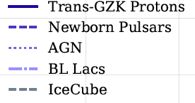 Trans-GZK Protons
Newborn Pulsars
AGN
BL Lacs
IceCube